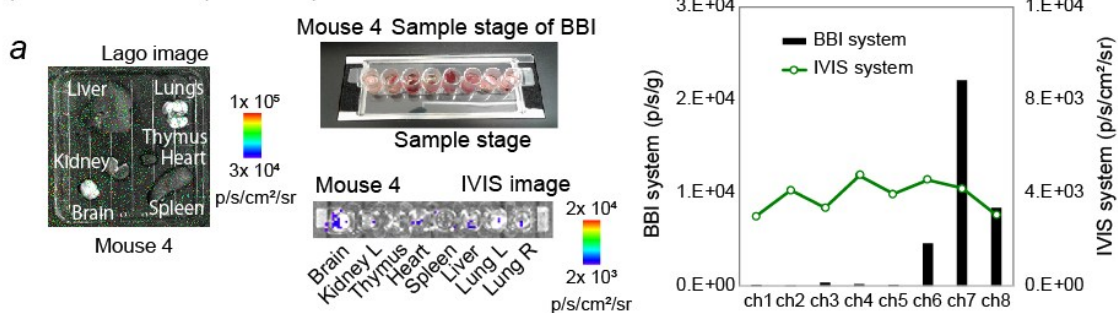 a
Lago image
Liver
Lungs
Thymus
Kidney
Heart
Brain
Spleen
Mouse 4
1x 10⁵
3x 10⁴
p/s/cm²/sr
Mouse 4 Sample stage of BBI
Sample stage
Mouse 4 IVIS image
Brain
Kidney L
Thymus
Heart
Spleen
Liver
Lung L
Lung R
2x 10⁴
2x 10³
p/s/cm²/sr
BBI system (p/s/g)
3.E+04
2.E+04
1.E+04
0.E+00
BBI system
IVIS system
ch1 ch2 ch3 ch4 ch5 ch6 ch7 ch8
1.E+04
8.E+03
4.E+03
0.E+00
IVIS system (p/s/cm²/sr)